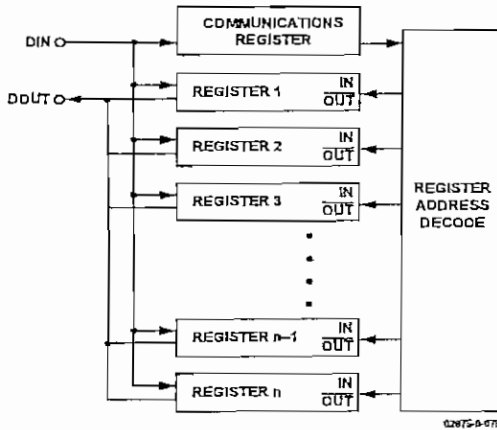 COMMUNICATIONS
REGISTER
DIN
DOUT
REGISTER 1
IN
OUT
REGISTER 2
IN
OUT
REGISTER 3
IN
OUT
REGISTER
ADDRESS
DECODE
REGISTER n–1
IN
OUT
REGISTER n
IN
OUT